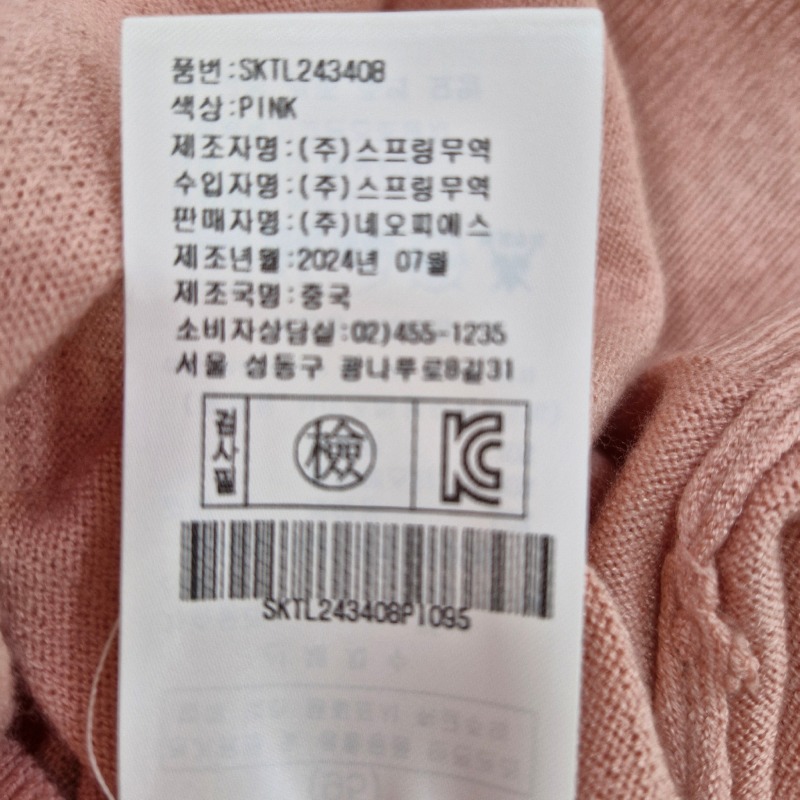 품번:SKTL243408
색상:PINK
제조자명:(주)스프링무역
수입자명:(주)스프링무역
판매자명:(주)네오피에스
제조년월:2024년 07월
제조국명:중국
소비자상담실:02)455-1235
서울 성동구 광나루로8길31
검사필
檢
KC
SKTL243408PI095